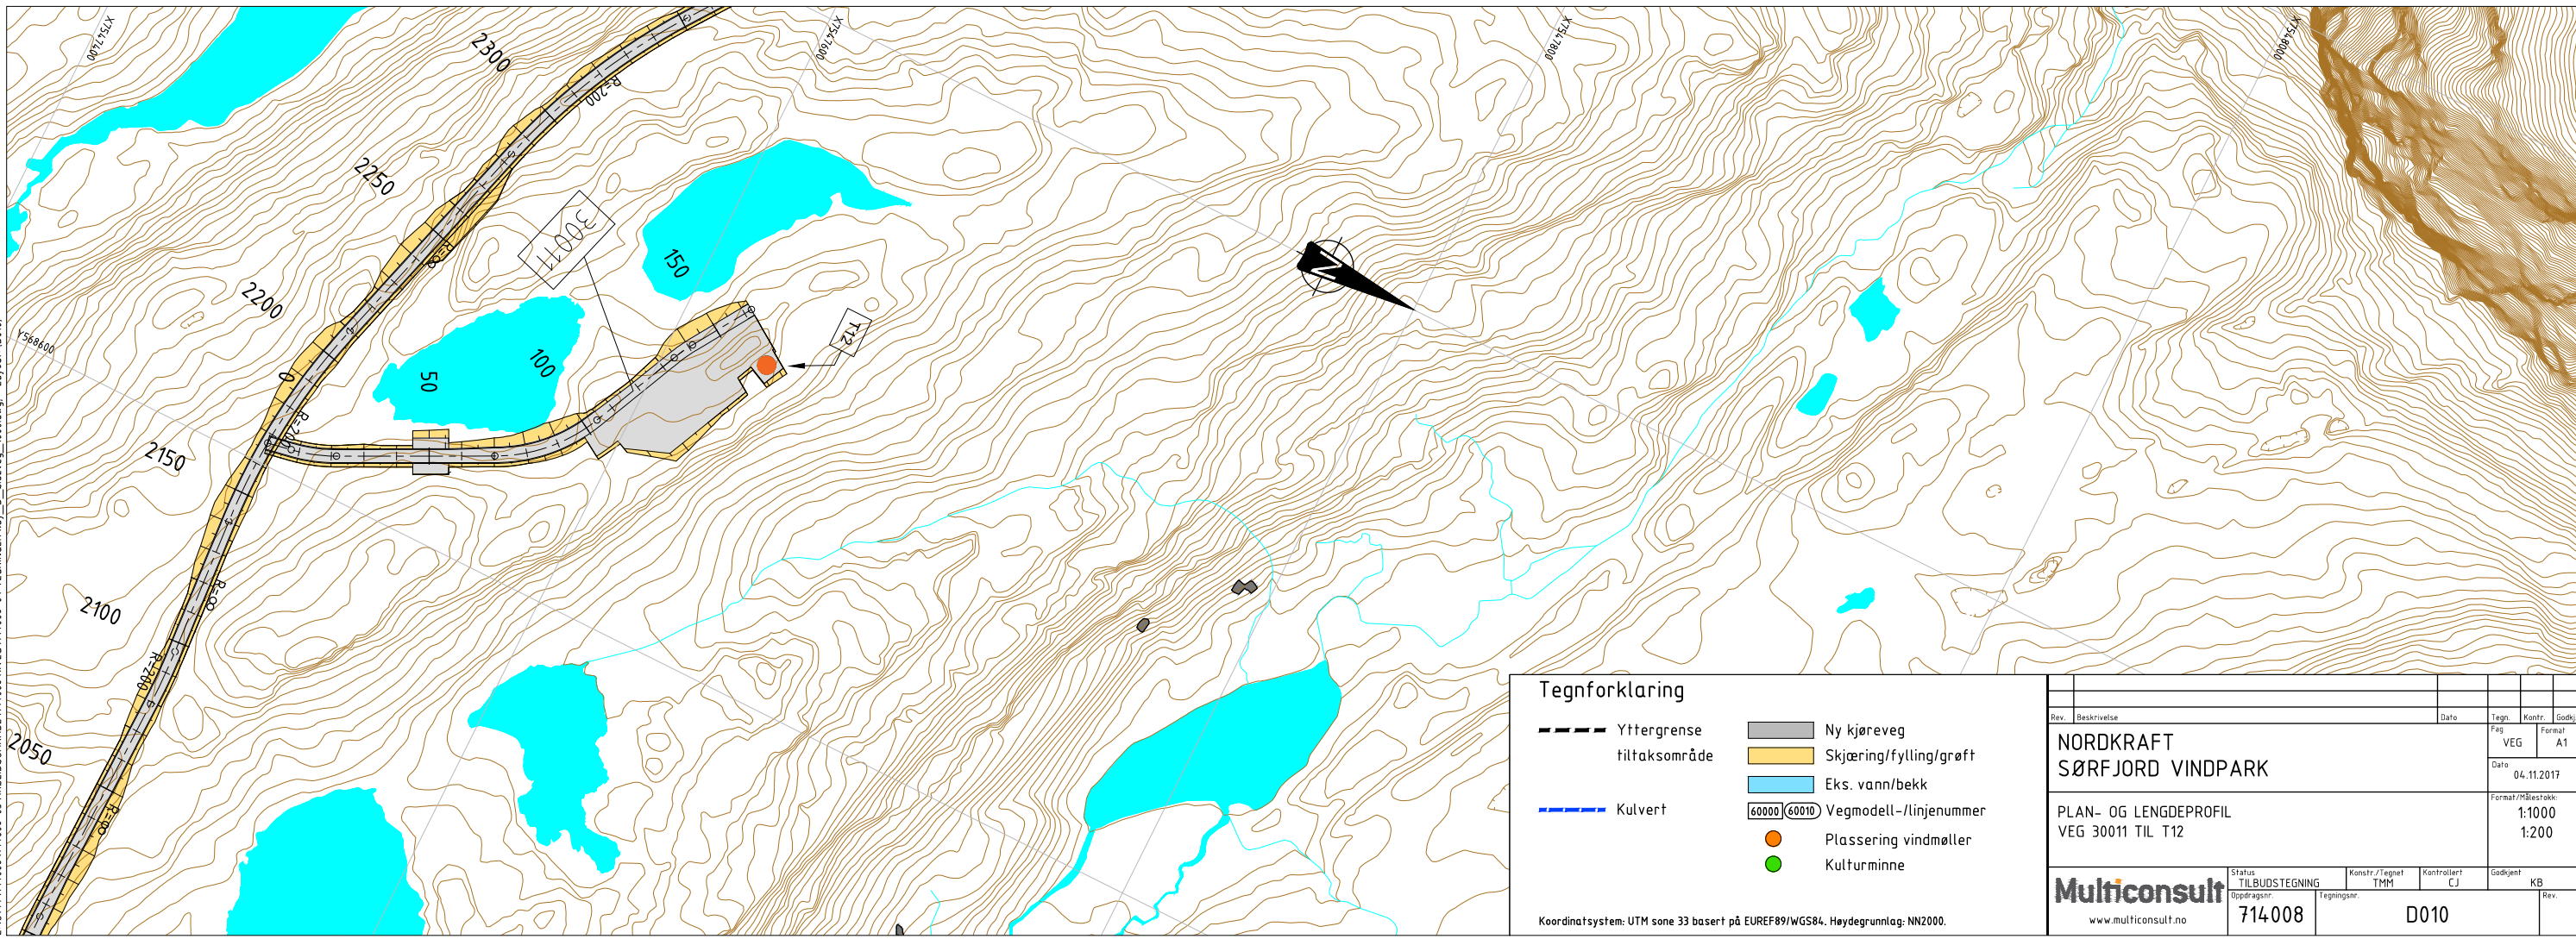 X7547400
X7547600
X7547800
X7548000
Y568600
2300
2250
2200
2150
2100
2050
R=200
R=∞
R=200
R=∞
R=200
R=∞
30011
150
100
50
0
T12
N
Tegnforklaring
Yttergrense
tiltaksområde
Kulvert
Ny kjøreveg
Skjæring/fylling/grøft
Eks. vann/bekk
60000 60010 Vegmodell-/linjenummer
Plassering vindmøller
Kulturminne
Koordinatsystem: UTM sone 33 basert på EUREF89/WGS84. Høydegrunnlag: NN2000.
Rev. Beskrivelse Dato Tegn. Kontr. Godkj.
NORDKRAFT
SØRFJORD VINDPARK
Fag
VEG
Format
A1
Dato
04.11.2017
PLAN- OG LENGDEPROFIL
VEG 30011 TIL T12
Format/Målestokk:
1:1000
1:200
Multiconsult
www.multiconsult.no
Status
TILBUDSTEGNING
Konstr./Tegnet
TMM
Kontrollert
CJ
Godkjent
KB
Oppdragsnr.
714008
Tegningsnr.
D010
Rev.